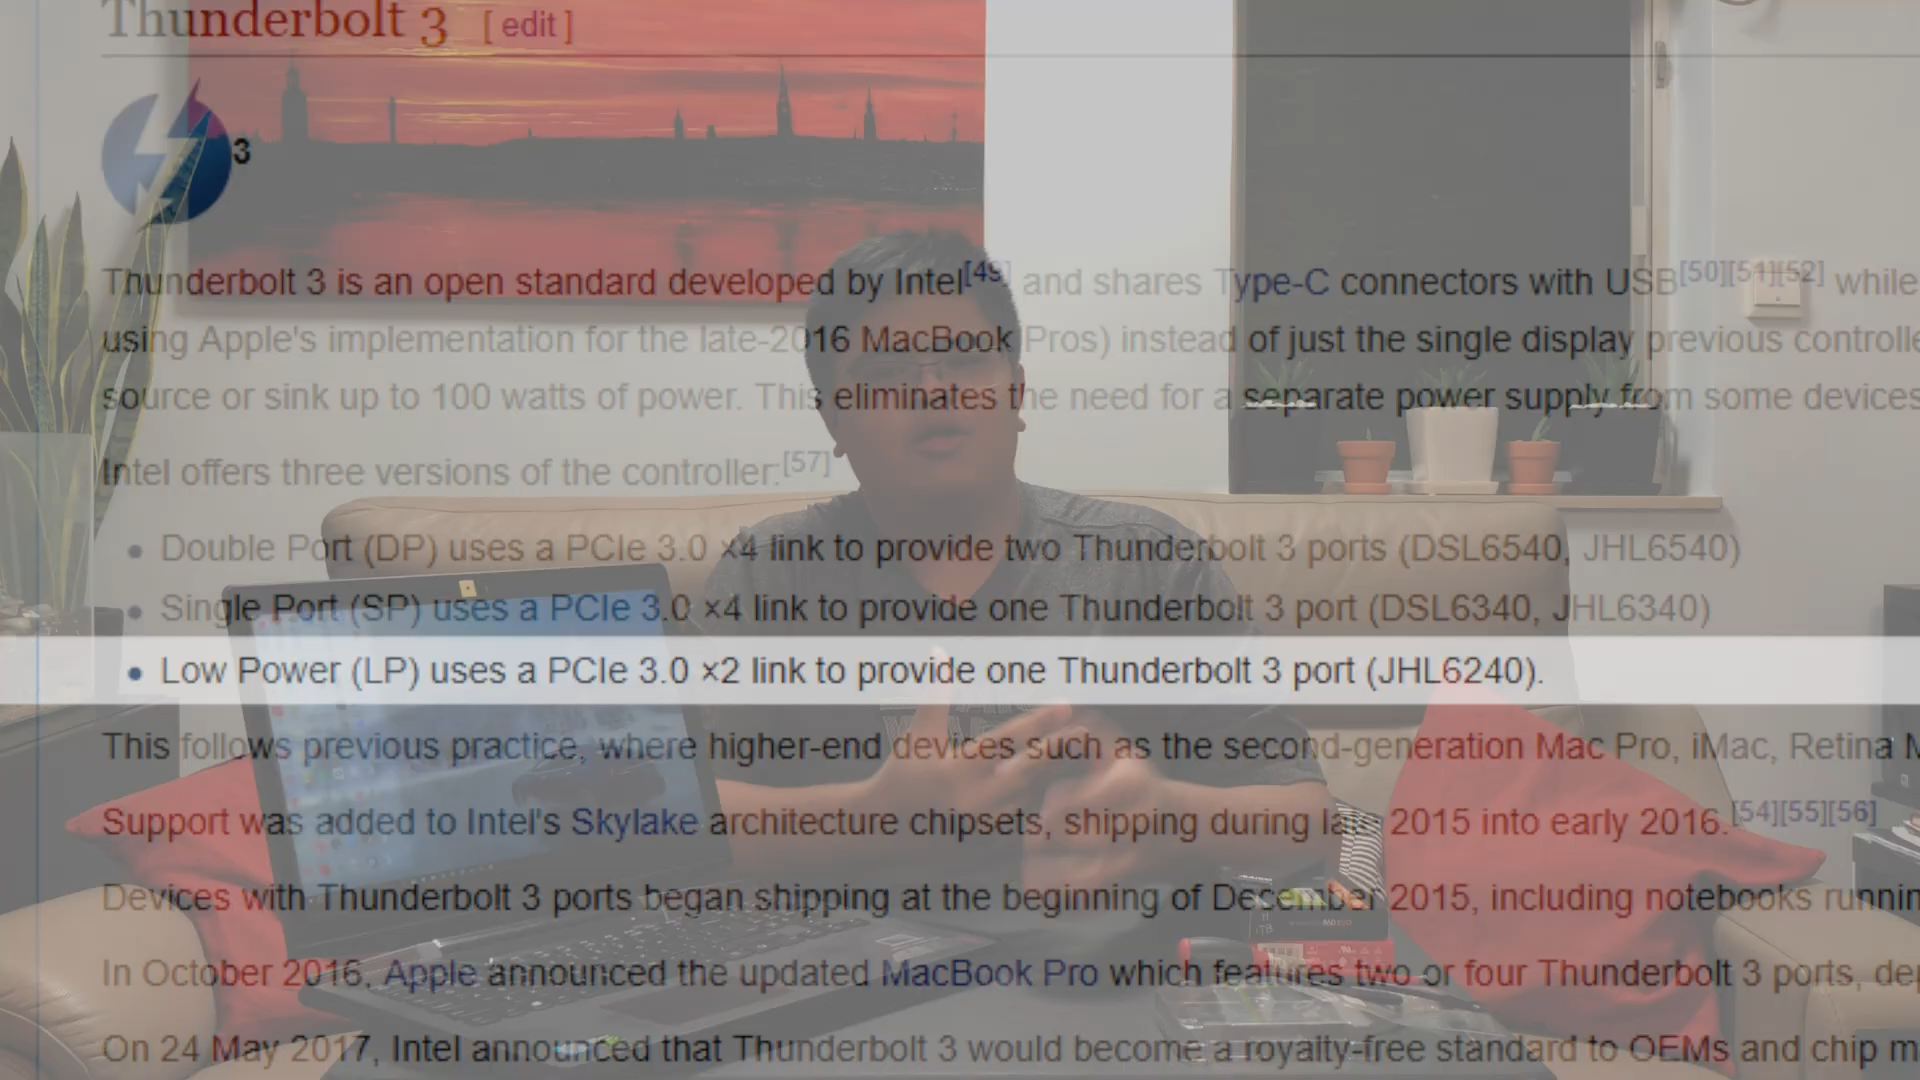 Thunderbolt 3 [ edit ]
3
Thunderbolt 3 is an open standard developed by Intel[49] and shares Type-C connectors with USB[50][51][52] while
using Apple's implementation for the late-2016 MacBook Pros) instead of just the single display previous controlle
source or sink up to 100 watts of power. This eliminates the need for a separate power supply from some devices
Intel offers three versions of the controller:[57]
• Double Port (DP) uses a PCIe 3.0 ×4 link to provide two Thunderbolt 3 ports (DSL6540, JHL6540)
• Single Port (SP) uses a PCIe 3.0 ×4 link to provide one Thunderbolt 3 port (DSL6340, JHL6340)
• Low Power (LP) uses a PCIe 3.0 ×2 link to provide one Thunderbolt 3 port (JHL6240).
This follows previous practice, where higher-end devices such as the second-generation Mac Pro, iMac, Retina M
Support was added to Intel's Skylake architecture chipsets, shipping during late 2015 into early 2016.[54][55][56]
Devices with Thunderbolt 3 ports began shipping at the beginning of December 2015, including notebooks runnin
In October 2016, Apple announced the updated MacBook Pro which features two or four Thunderbolt 3 ports, dep
On 24 May 2017, Intel announced that Thunderbolt 3 would become a royalty-free standard to OEMs and chip m